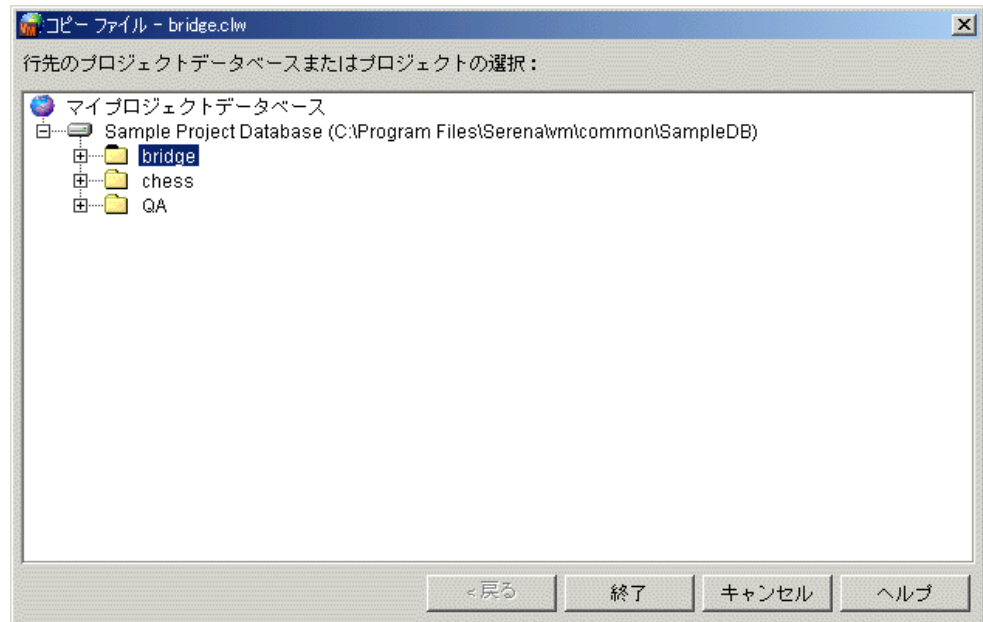 コピー ファイル - bridge.clw
行先のプロジェクトデータベースまたはプロジェクトの選択：
マイプロジェクトデータベース
Sample Project Database (C:\Program Files\Serena\vm\common\SampleDB)
bridge
chess
QA
<戻る 終了 キャンセル ヘルプ